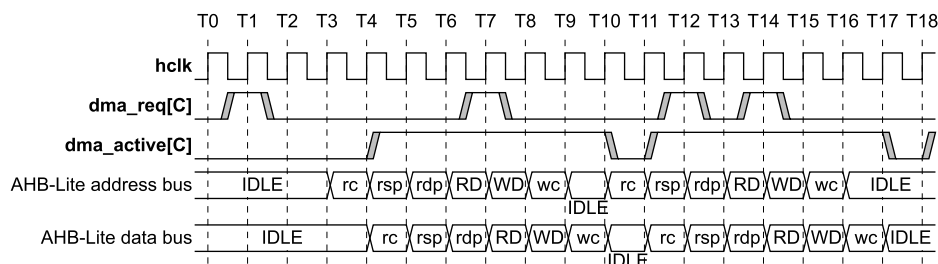 T0 T1 T2 T3 T4 T5 T6 T7 T8 T9 T10 T11 T12 T13 T14 T15 T16 T17 T18
hclk
dma_req[C]
dma_active[C]
AHB-Lite address bus IDLE rc rsp rdp RD WD wc rc rsp rdp RD WD wc IDLE
IDLE
AHB-Lite data bus IDLE rc rsp rdp RD WD wc rc rsp rdp RD WD wc IDLE
IDLE